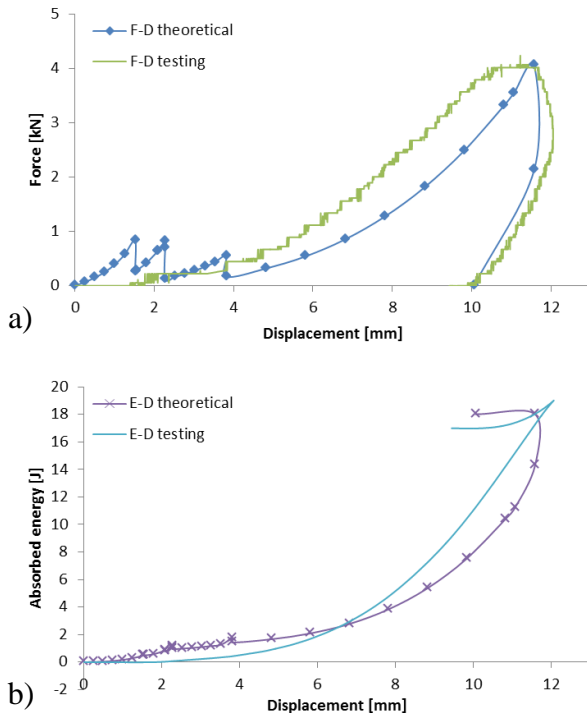 5
F-D theoretical
4
F-D testing
3
Force [kN]
2
1
0
0 2 4 6 8 10 12
a)
Displacement [mm]
20
18
E-D theoretical
16
E-D testing
14
12
Absorbed energy [J]
10
8
6
4
2
0
0 2 4 6 8 10 12
-2
b)
Displacement [mm]